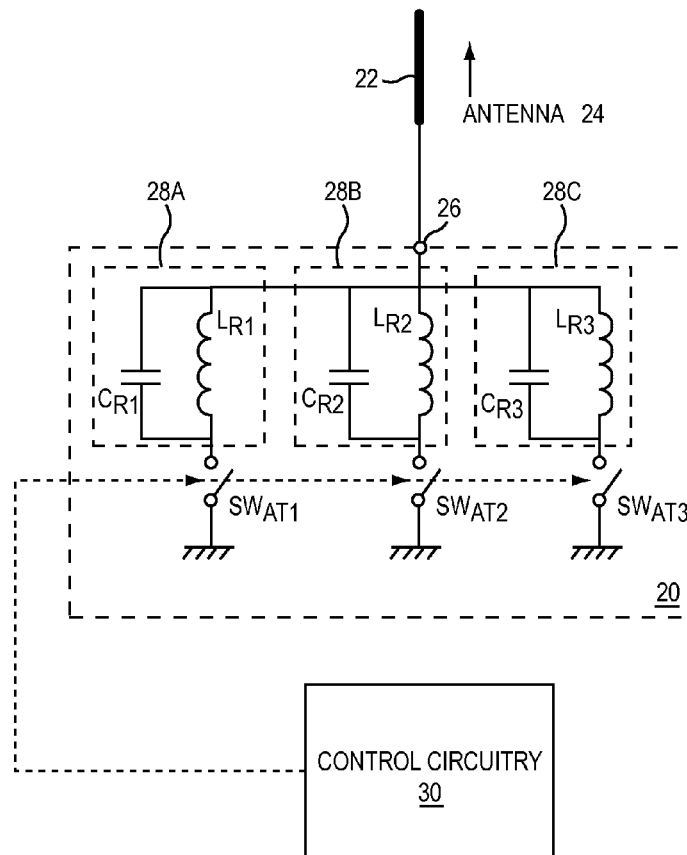 22
ANTENNA 24
28A
28B
26
28C
LR1
LR2
LR3
CR1
CR2
CR3
SWAT1
SWAT2
SWAT3
20
CONTROL CIRCUITRY
30